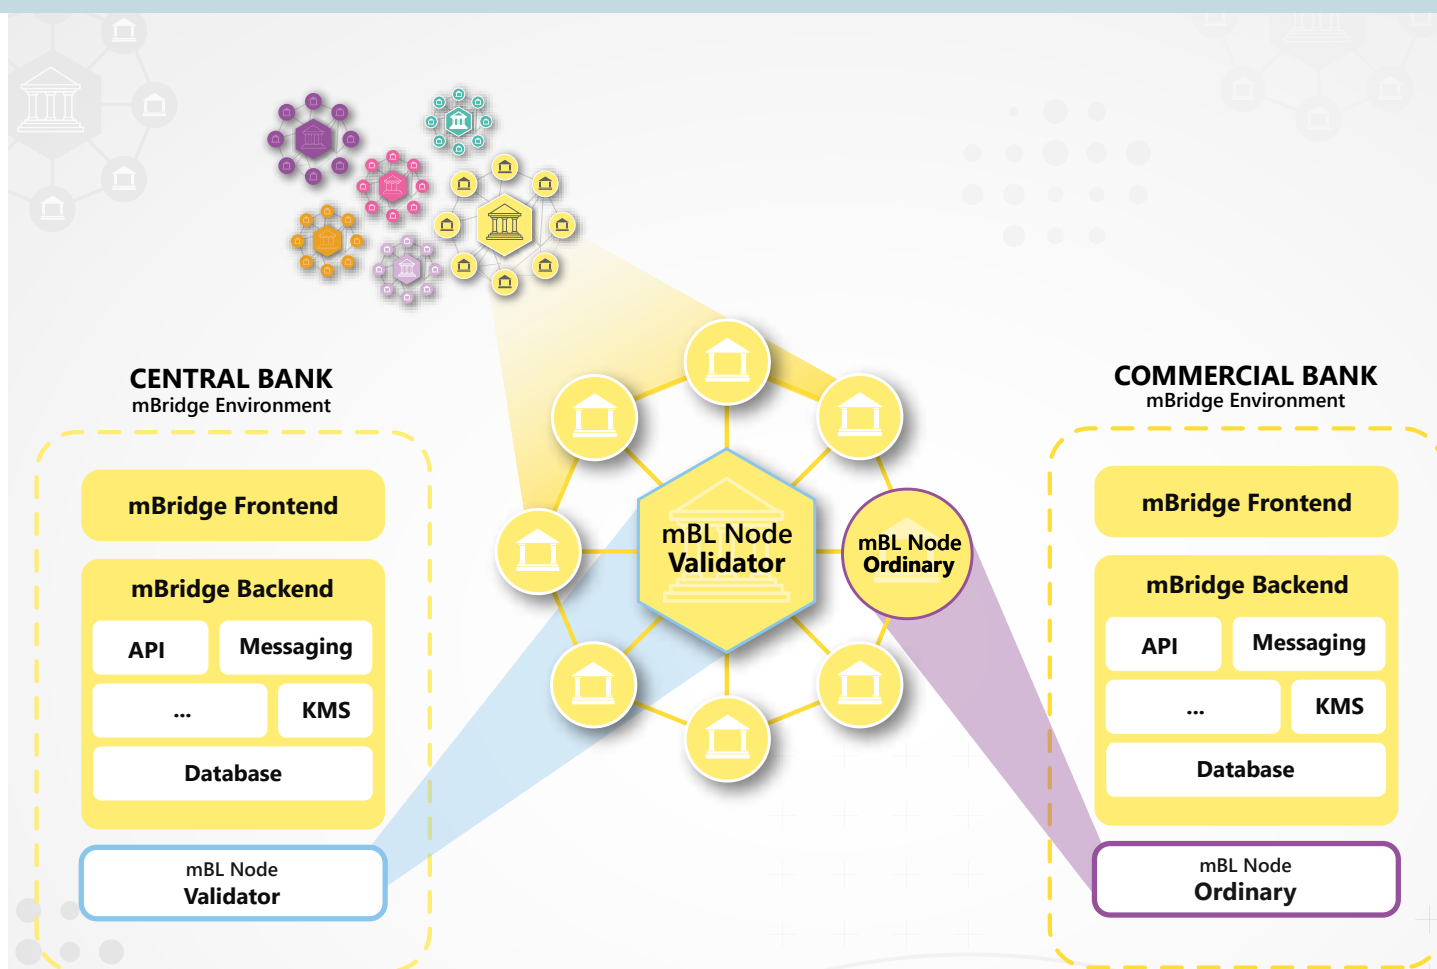 CENTRAL BANK
mBridge Environment
mBridge Frontend
mBridge Backend
API
Messaging
...
KMS
Database
mBL Node
Validator
mBL Node
Validator
mBL Node
Ordinary
COMMERCIAL BANK
mBridge Environment
mBridge Frontend
mBridge Backend
API
Messaging
...
KMS
Database
mBL Node
Ordinary